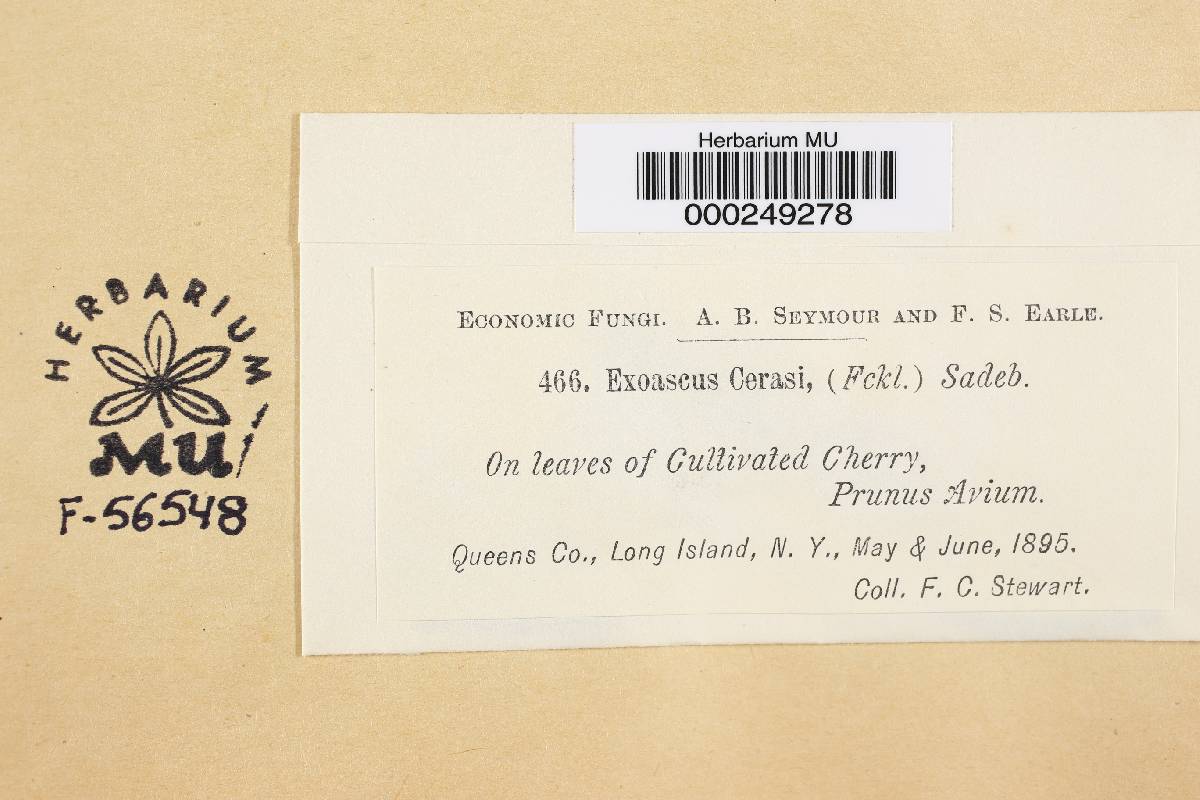 Herbarium MU
000249278
HERBARIUM
MU
F-56548
ECONOMIC FUNGI. A. B. SEYMOUR AND F. S. EARLE.
466. Exoascus Cerasi, (Fckl.) Sadeb.
On leaves of Cultivated Cherry,
Prunus Avium.
Queens Co., Long Island, N. Y., May & June, 1895.
Coll. F. C. Stewart.